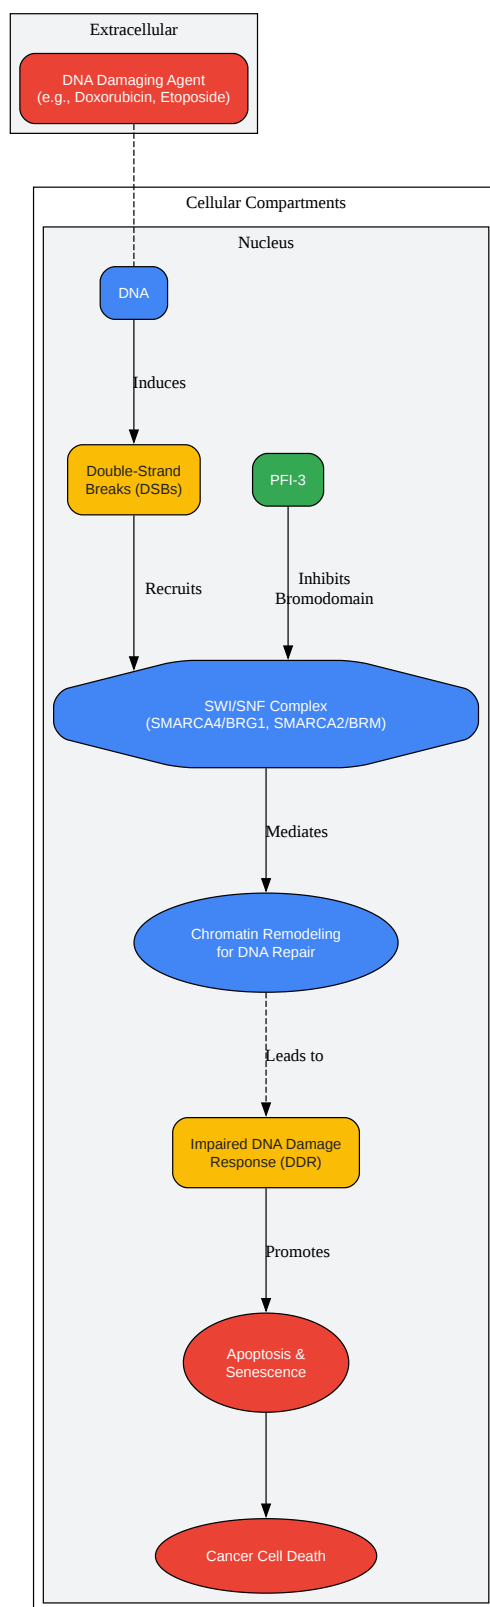 Extracellular
DNA Damaging Agent
(e.g., Doxorubicin, Etoposide)
Cellular Compartments
Nucleus
DNA
Induces
Double-Strand
Breaks (DSBs)
PFI-3
Recruits
Inhibits
Bromodomain
SWI/SNF Complex
(SMARCA4/BRG1, SMARCA2/BRM)
Mediates
Chromatin Remodeling
for DNA Repair
Leads to
Impaired DNA Damage
Response (DDR)
Promotes
Apoptosis &
Senescence
Cancer Cell Death